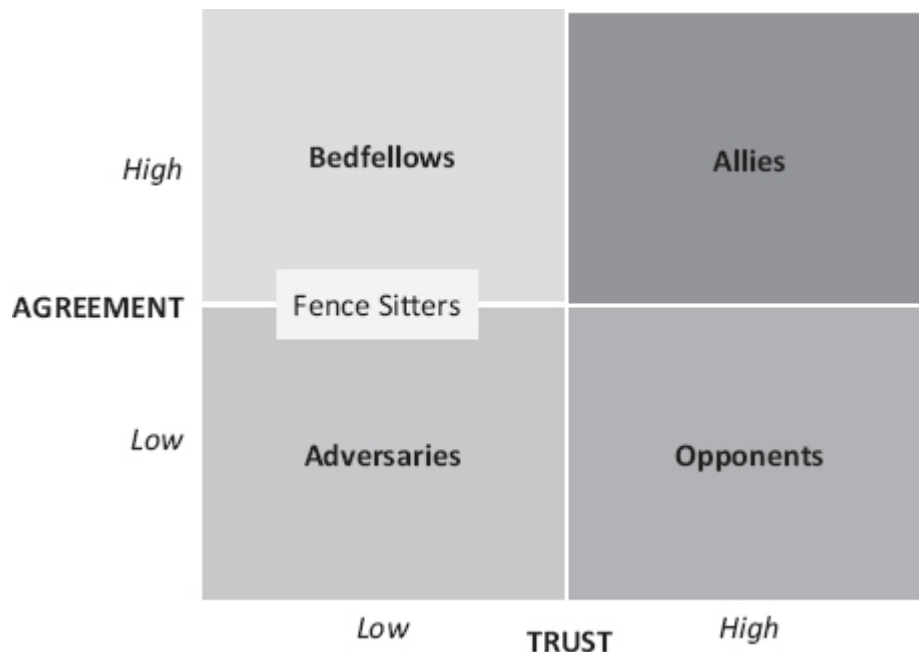 High
Bedfellows
Allies
AGREEMENT
Fence Sitters
Low
Adversaries
Opponents
Low
TRUST
High